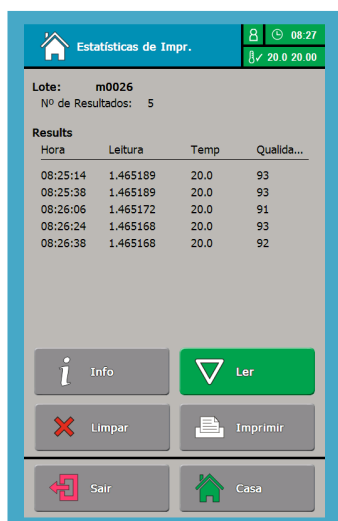 Estatísticas de Impr.
8 08:27
20.0 20.00
Lote: m0026
Nº de Resultados: 5
Results
Hora Leitura Temp Qualida...
08:25:14 1.465189 20.0 93
08:25:38 1.465189 20.0 93
08:26:06 1.465172 20.0 91
08:26:24 1.465168 20.0 93
08:26:38 1.465168 20.0 92
i Info
Ler
Limpar
Imprimir
Sair
Casa